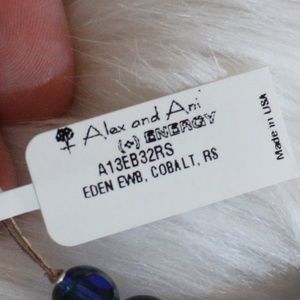 Alex and Ani
(+) ENERGY
A13EB32RS
EDEN EWB, COBALT, RS
Made in USA